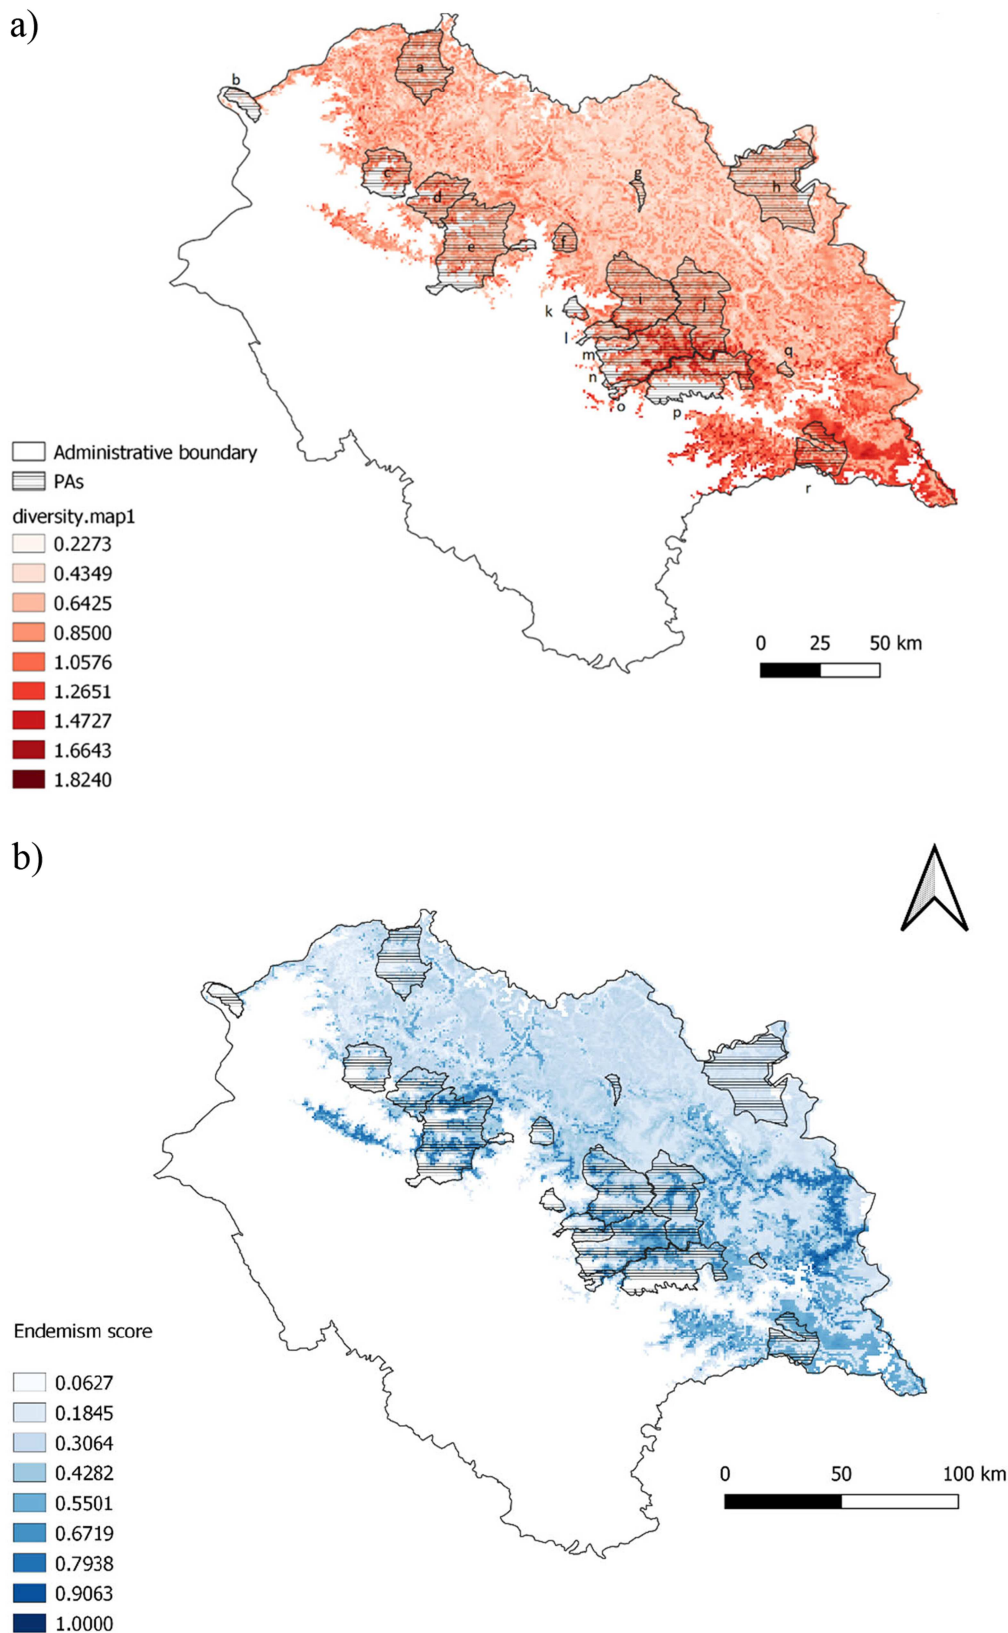 a)
a
b
c
d
e
f
g
h
i
j
k
l
m
n
o
p
q
r
Administrative boundary
PAs
diversity.map1
0.2273
0.4349
0.6425
0.8500
1.0576
1.2651
1.4727
1.6643
1.8240
0 25 50 km
b)
Endemism score
0.0627
0.1845
0.3064
0.4282
0.5501
0.6719
0.7938
0.9063
1.0000
0 50 100 km